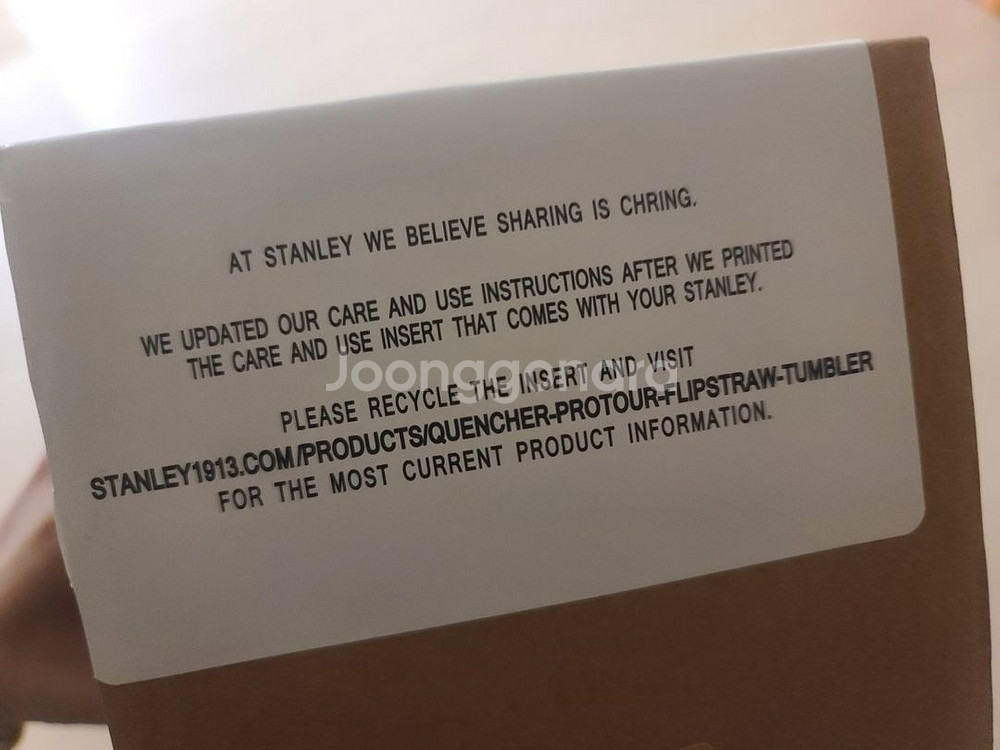 AT STANLEY WE BELIEVE SHARING IS CHRING.
WE UPDATED OUR CARE AND USE INSTRUCTIONS AFTER WE PRINTED
THE CARE AND USE INSERT THAT COMES WITH YOUR STANLEY.
Joonggonara
PLEASE RECYCLE THE INSERT AND VISIT
STANLEY1913.COM/PRODUCTS/QUENCHER-PROTOUR-FLIPSTRAW-TUMBLER
FOR THE MOST CURRENT PRODUCT INFORMATION.